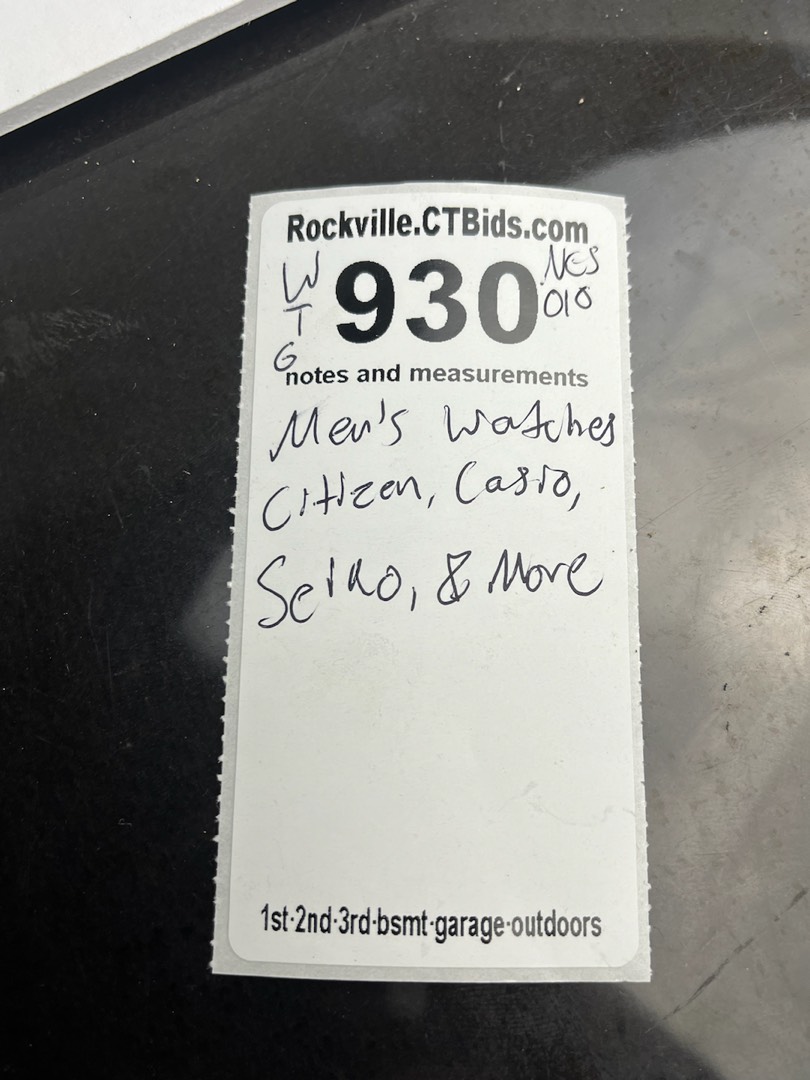 Rockville.CTBids.com
W
T
G
930
NES
010
notes and measurements
Men's Watches
Citizen, Casio,
Seiko, & More
1st·2nd·3rd·bsmt·garage·outdoors